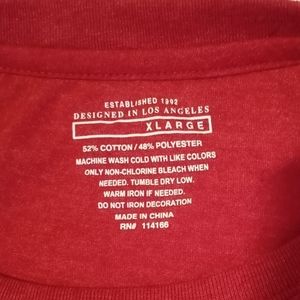 ESTABLISHED 1992
DESIGNED IN LOS ANGELES
XLARGE
52% COTTON / 48% POLYESTER
MACHINE WASH COLD WITH LIKE COLORS
ONLY NON-CHLORINE BLEACH WHEN
NEEDED. TUMBLE DRY LOW.
WARM IRON IF NEEDED.
DO NOT IRON DECORATION
MADE IN CHINA
RN# 114166